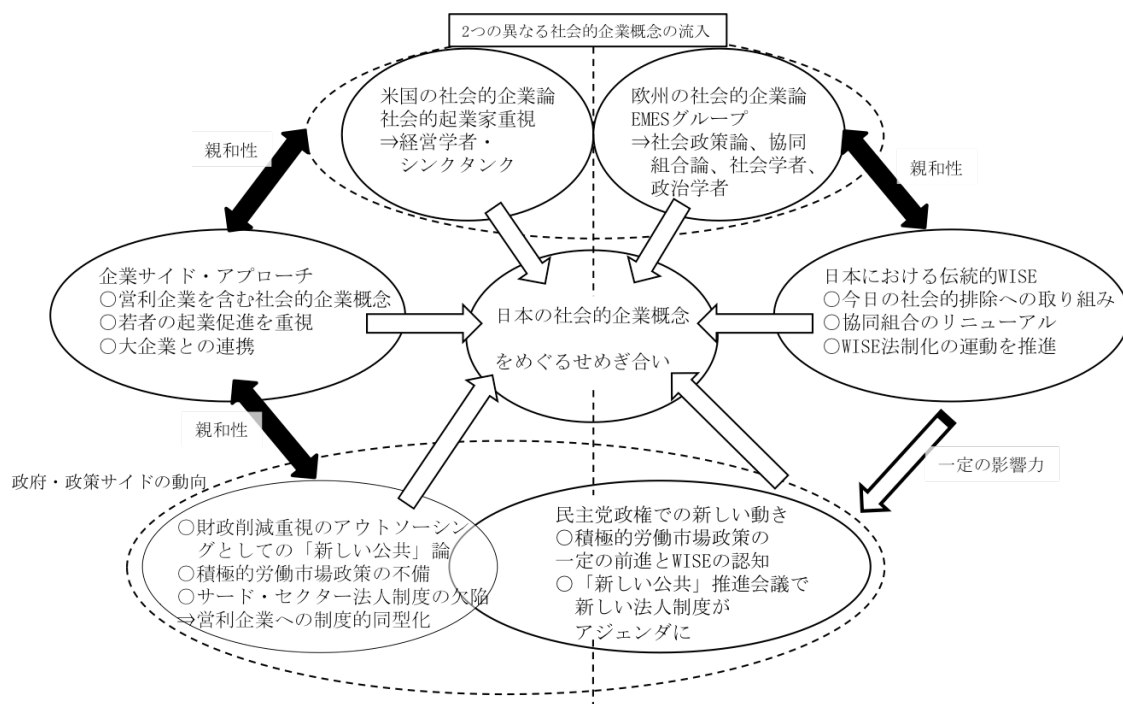 2つの異なる社会的企業概念の流入
米国の社会的企業論
社会的起業家重視
⇒経営学者・
シンクタンク
欧州の社会的企業論
EMESグループ
⇒社会政策論、協同
組合論、社会学者、
政治学者
親和性
親和性
企業サイド・アプローチ
○営利企業を含む社会的企業概念
○若者の起業促進を重視
○大企業との連携
日本の社会的企業概念
をめぐるせめぎ合い
日本における伝統的WISE
○今日の社会的排除への取り組み
○協同組合のリニューアル
○WISE法制化の運動を推進
親和性
一定の影響力
政府・政策サイドの動向
○財政削減重視のアウトソーシン
グとしての「新しい公共」論
○積極的労働市場政策の不備
○サード・セクター法人制度の欠陥
⇒営利企業への制度的同型化
民主党政権での新しい動き
○積極的労働市場政策の
一定の前進とWISEの認知
○「新しい公共」推進会議で
新しい法人制度が
アジェンダに